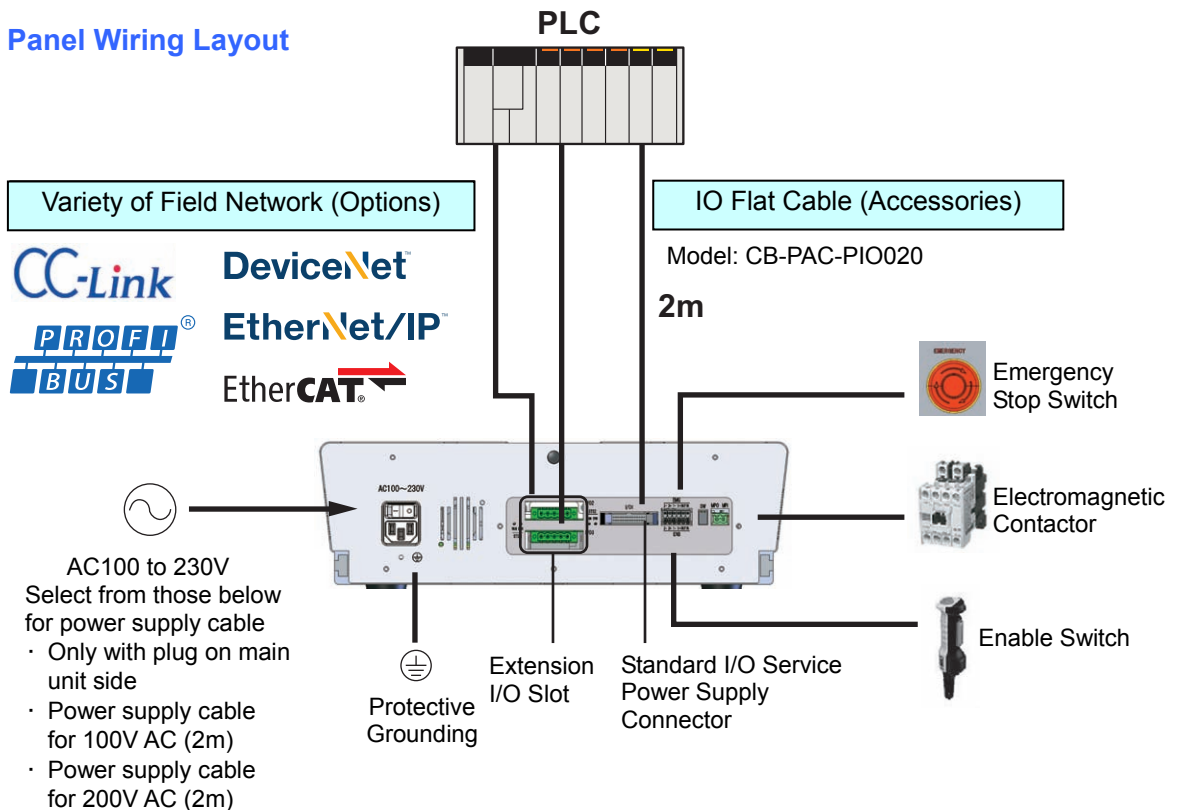 Panel Wiring Layout
PLC
Variety of Field Network (Options)
CC-Link
DeviceNet™
PROFI®
BUS
EtherNet/IP™
EtherCAT®
IO Flat Cable (Accessories)
Model: CB-PAC-PIO020
2m
EMERGENCY
Emergency
Stop Switch
Electromagnetic
Contactor
Enable Switch
AC100～230V
AC100 to 230V
Select from those below
for power supply cable
・ Only with plug on main
unit side
・ Power supply cable
for 100V AC (2m)
・ Power supply cable
for 200V AC (2m)
Protective
Grounding
Extension
I/O Slot
Standard I/O Service
Power Supply
Connector